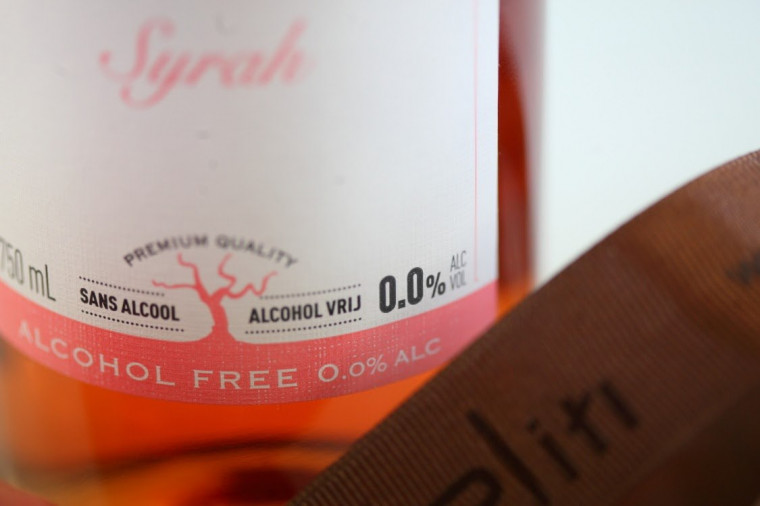 Syrah
PREMIUM QUALITY
750 mL
SANS ALCOOL
ALCOHOL VRIJ
0.0% ALC VOL
ALCOHOL FREE 0.0% ALC